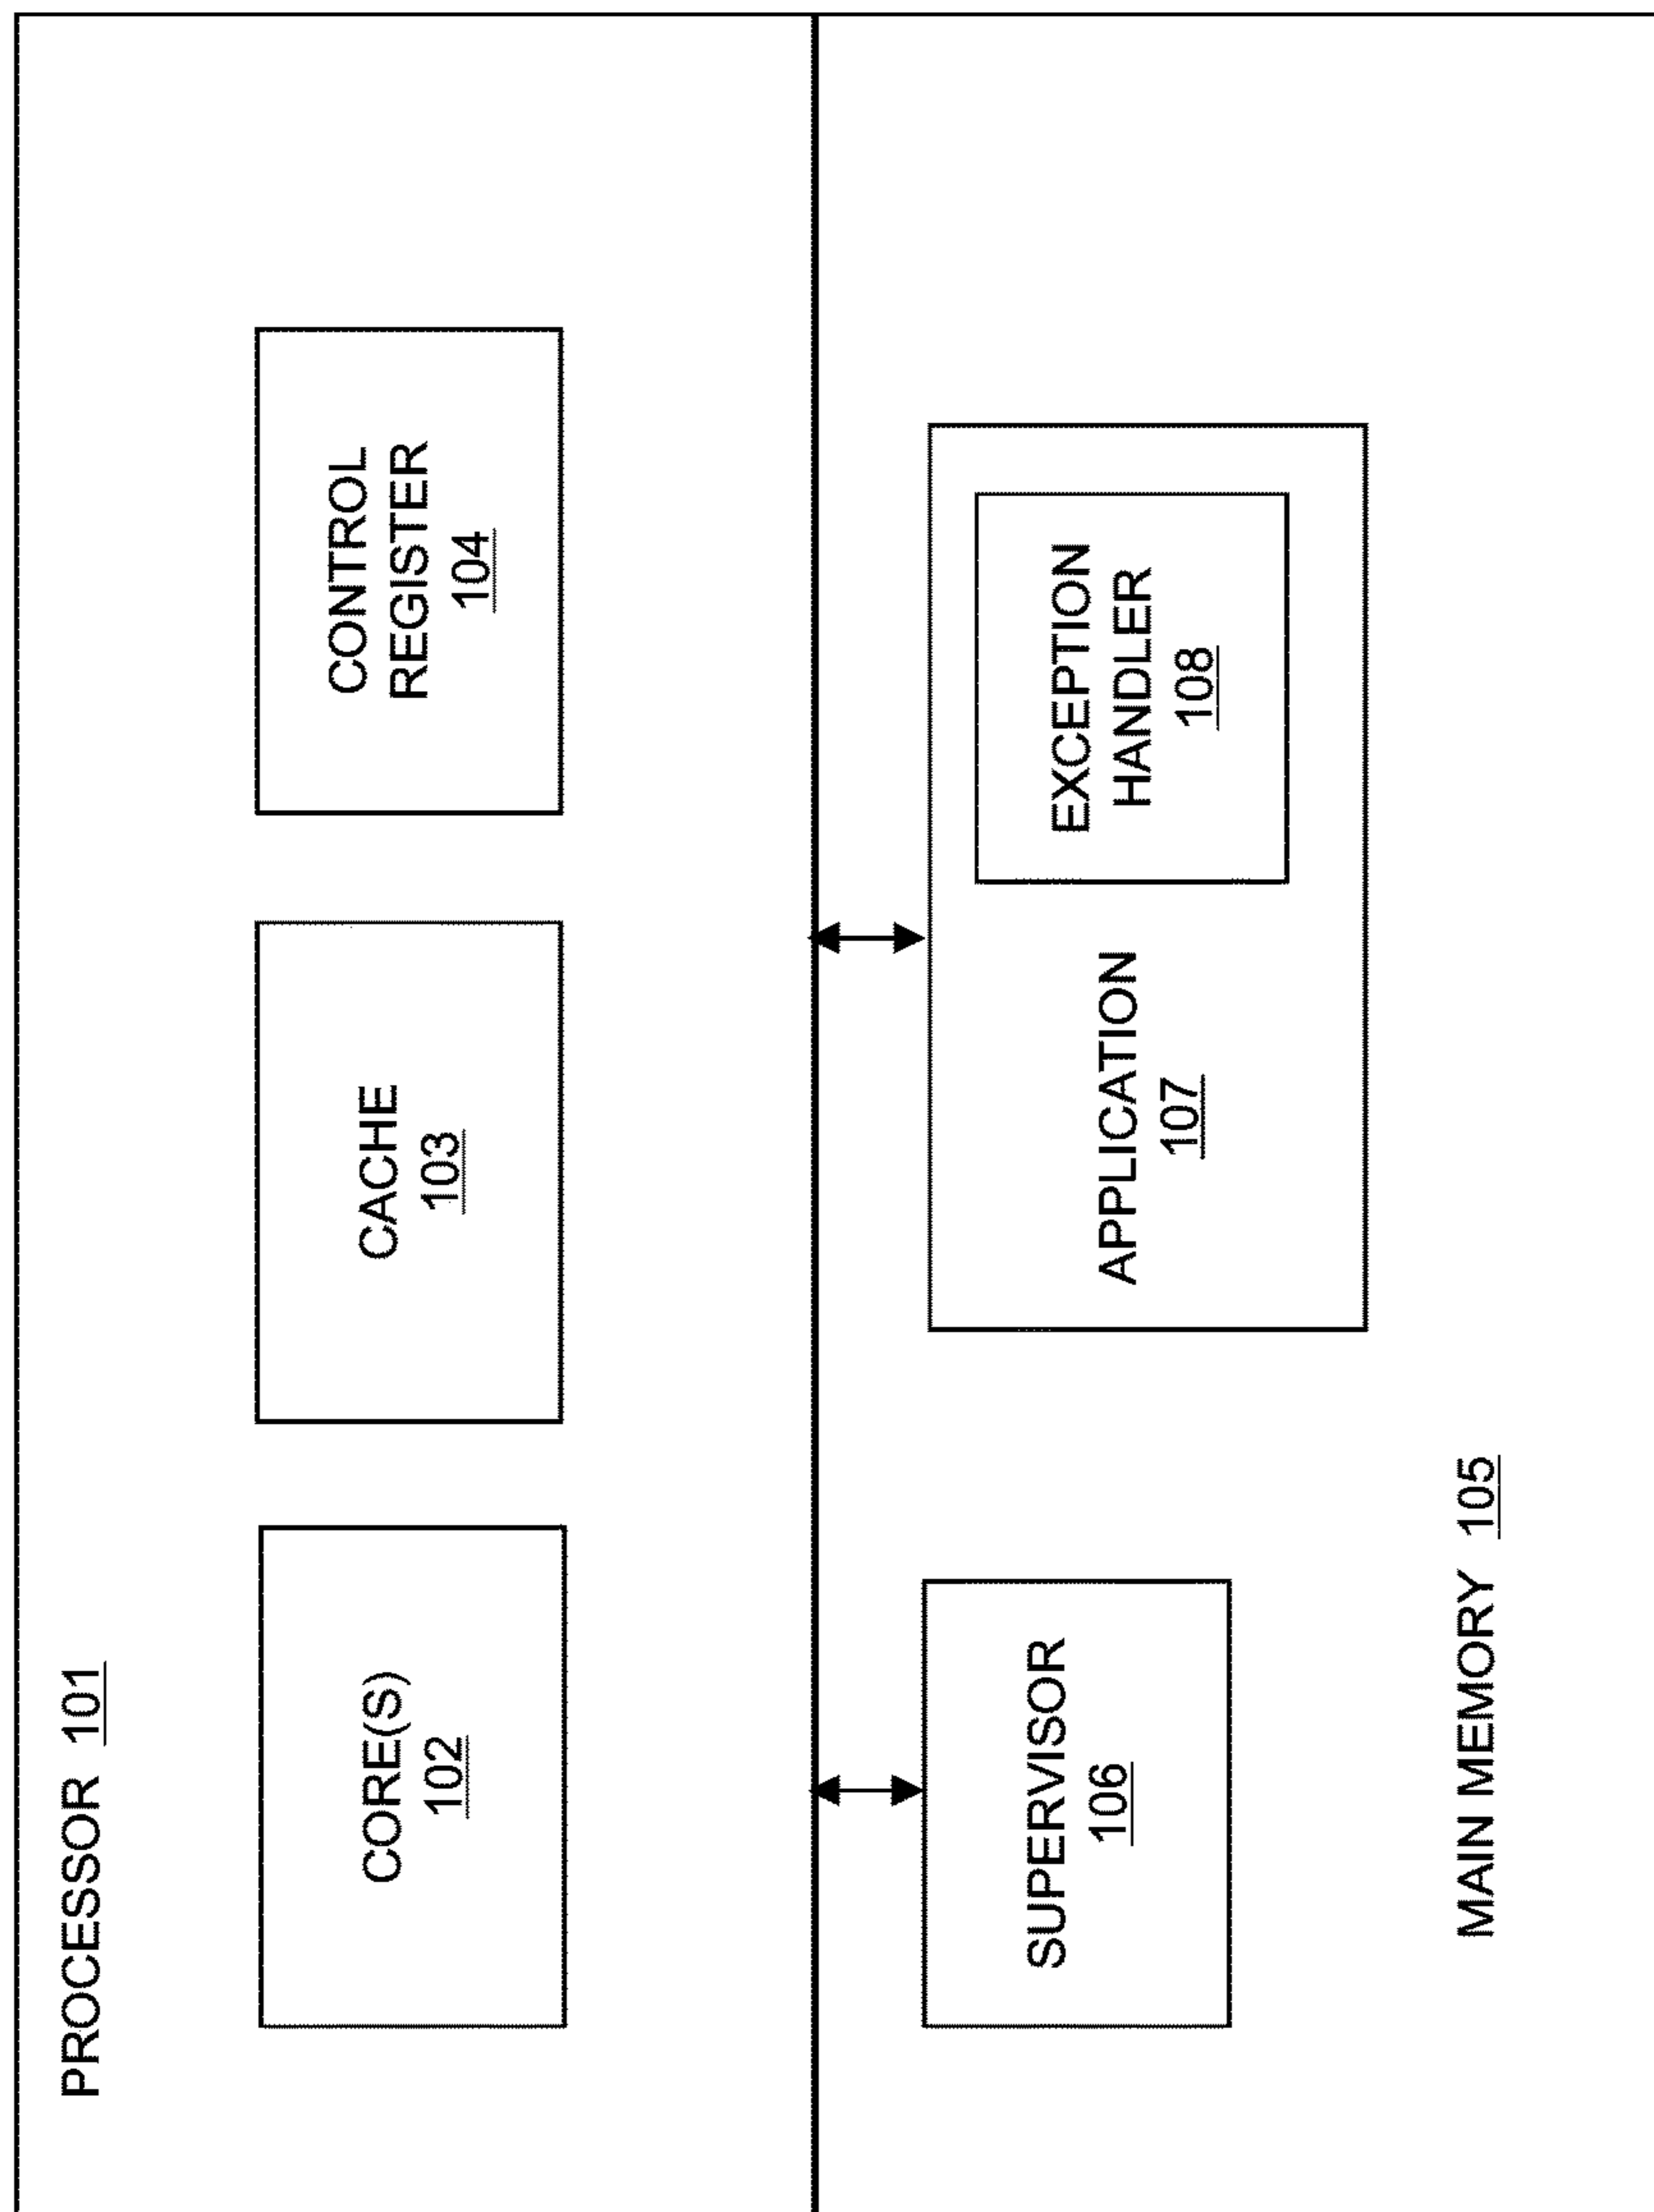 PROCESSOR 101
CORE(S)
102
CACHE
103
CONTROL
REGISTER
104
SUPERVISOR
106
APPLICATION
107
EXCEPTION
HANDLER
108
MAIN MEMORY 105